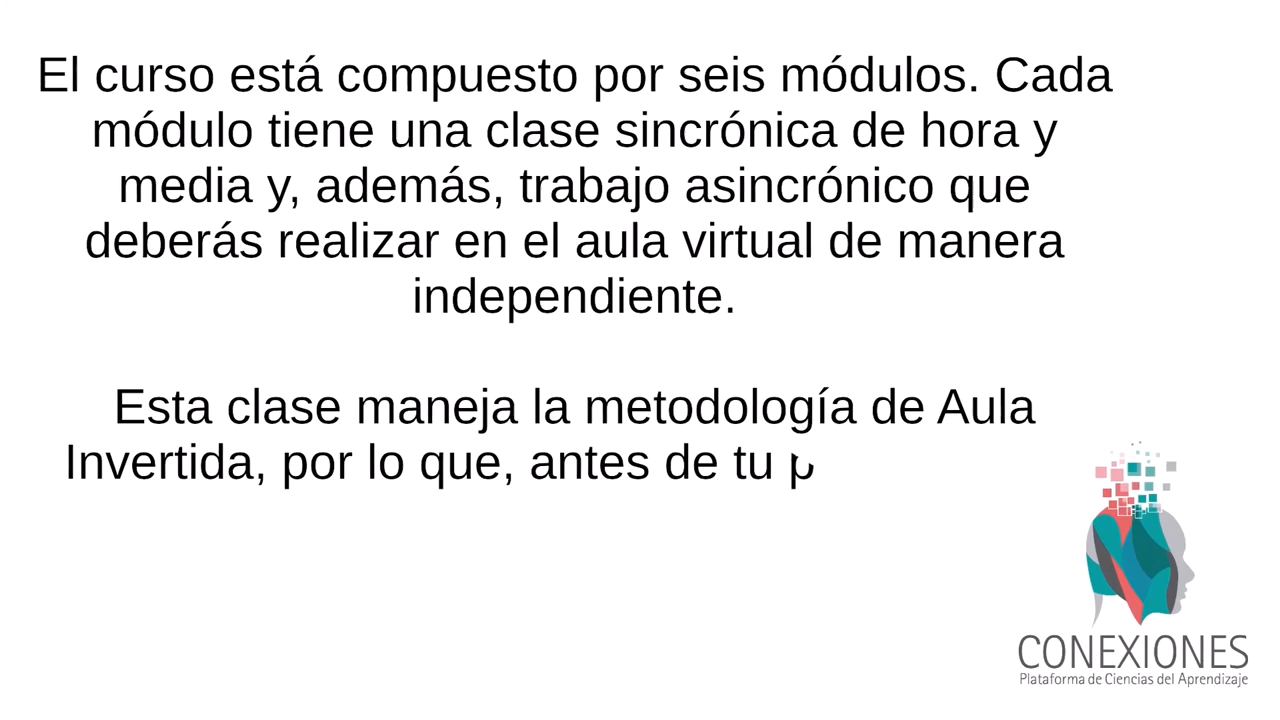 El curso está compuesto por seis módulos. Cada
módulo tiene una clase sincrónica de hora y
media y, además, trabajo asincrónico que
deberás realizar en el aula virtual de manera
independiente.
Esta clase maneja la metodología de Aula
Invertida, por lo que, antes de tu
CONEXIONES
Plataforma de Ciencias del Aprendizaje